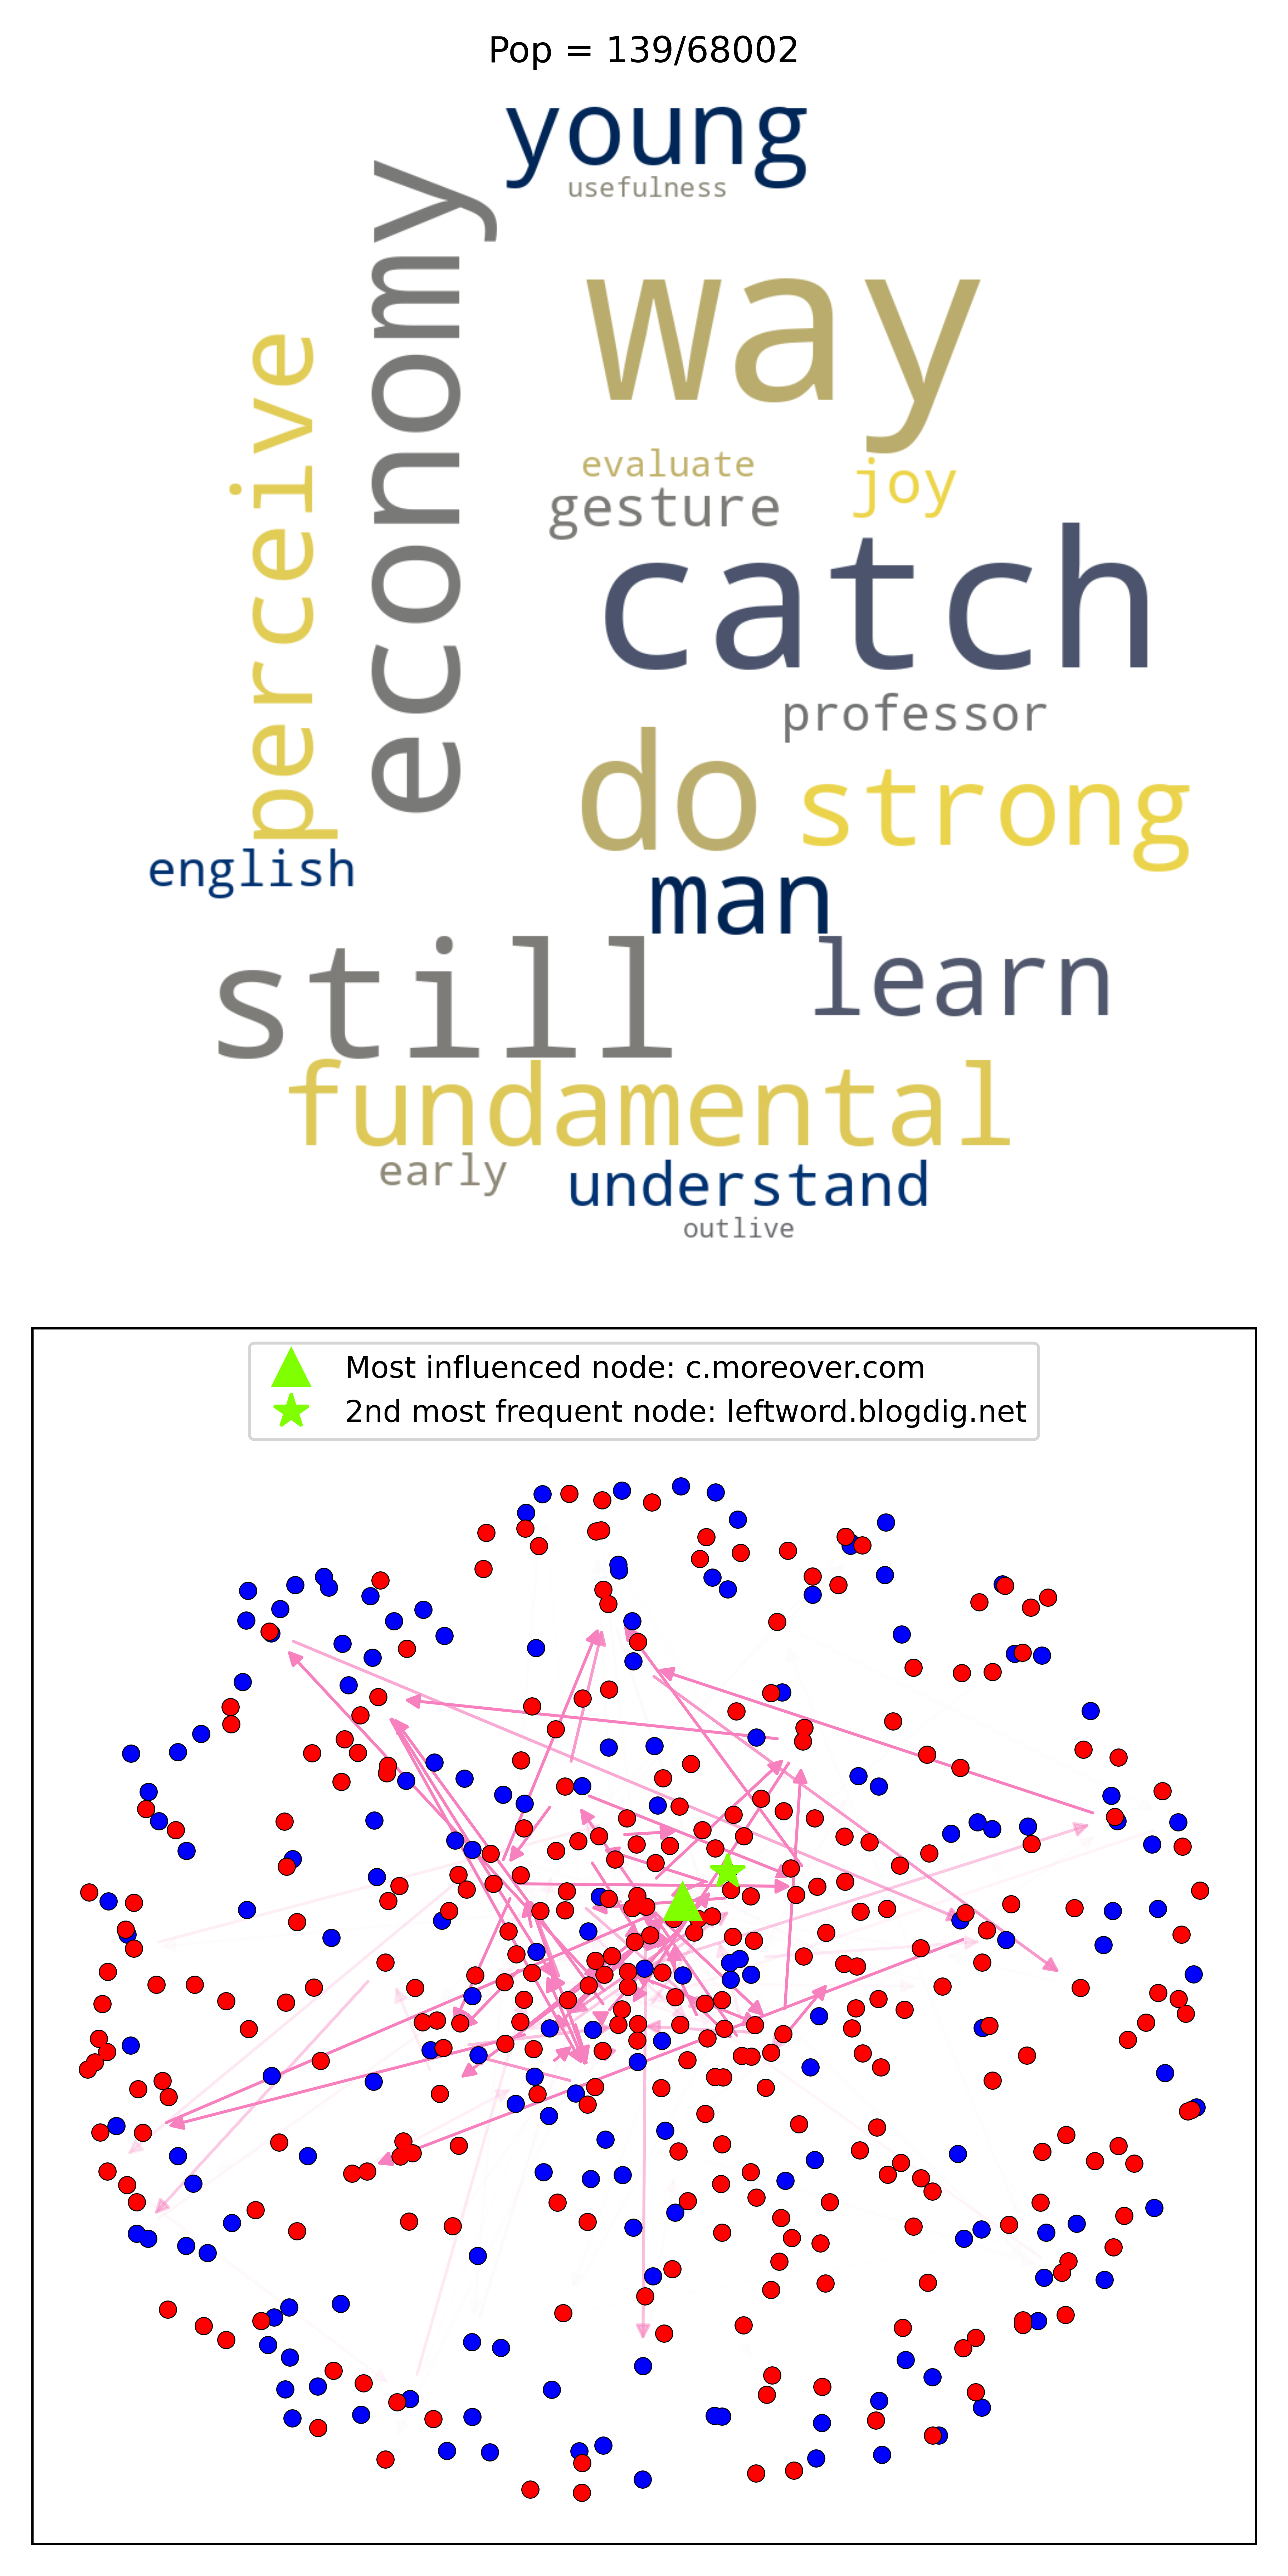 Pop = 139/68002
young
usefulness
economy
way
perceive
evaluate
joy
gesture
catch
professor
do
strong
english
man
still
learn
fundamental
early
understand
outlive
Most influenced node: c.moreover.com
2nd most frequent node: leftword.blogdig.net